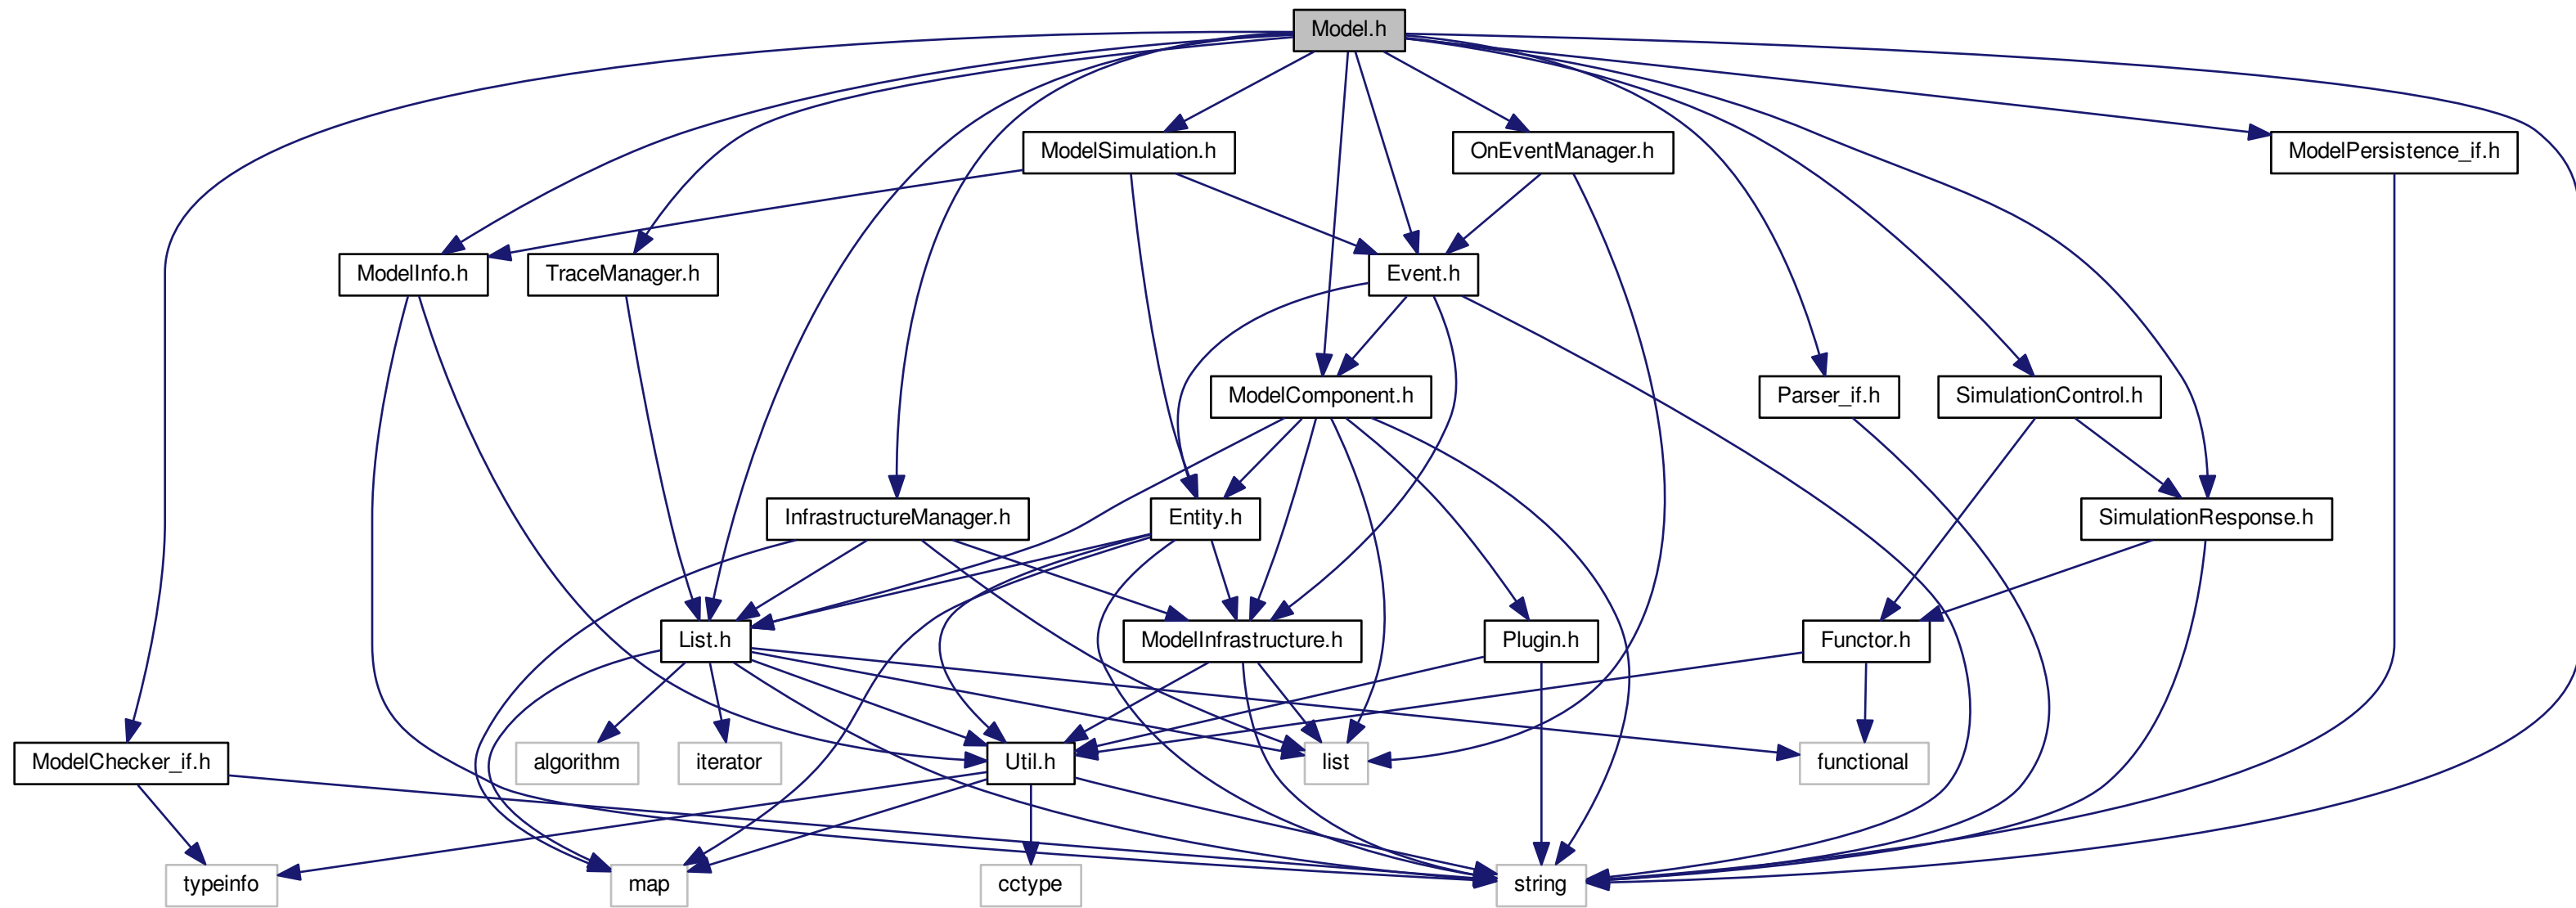 Model.h
ModelSimulation.h
OnEventManager.h
ModelPersistence_if.h
ModelInfo.h
TraceManager.h
Event.h
ModelComponent.h
Parser_if.h
SimulationControl.h
InfrastructureManager.h
Entity.h
SimulationResponse.h
List.h
ModelInfrastructure.h
Plugin.h
Functor.h
ModelChecker_if.h
algorithm
iterator
Util.h
list
functional
typeinfo
map
cctype
string